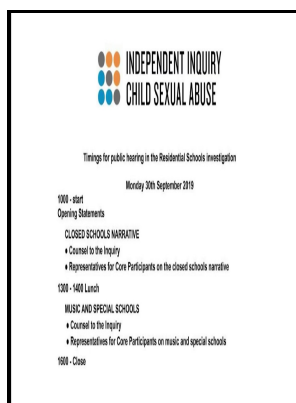 INDEPENDENT INQUIRY
CHILD SEXUAL ABUSE
Timings for public hearing in the Residential Schools investigation
Monday 30th September 2019
1000 - start
Opening Statements
CLOSED SCHOOLS NARRATIVE
• Counsel to the Inquiry
• Representatives for Core Participants on the closed schools narrative
1300 - 1400 Lunch
MUSIC AND SPECIAL SCHOOLS
• Counsel to the Inquiry
• Representatives for Core Participants on music and special schools
1600 - Close